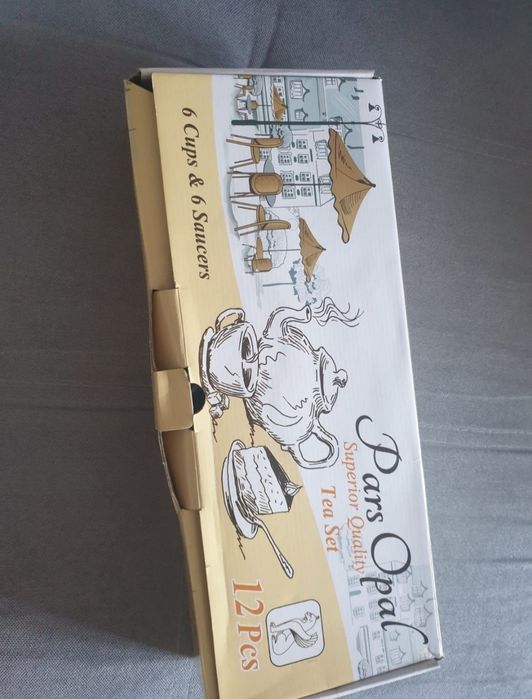 Pars Opal
Superior Quality
Tea Set
12 Pcs
6 Cups & 6 Saucers